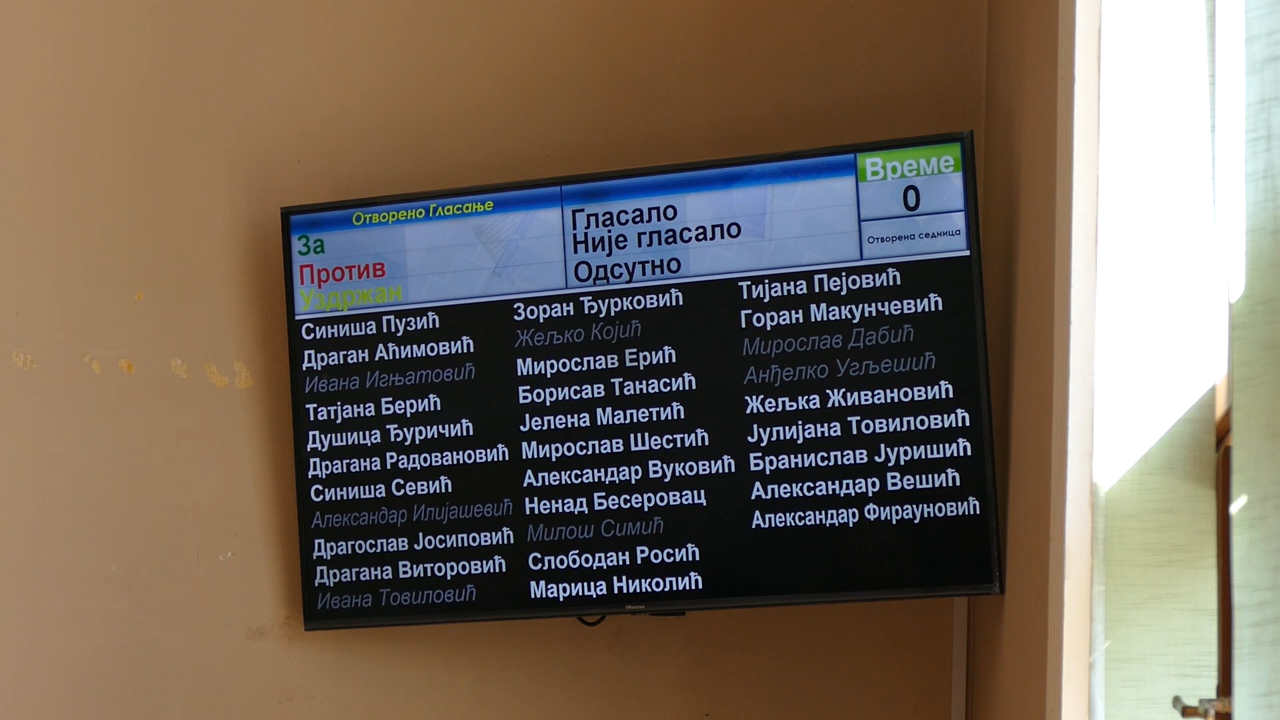 Отворено Гласање
За
Против
Уздржан
Гласало
Није гласало
Одсутно
Време
0
Отворена седница
Синиша Пузић
Драган Аћимовић
Ивана Игњатовић
Татјана Берић
Душица Ђуричић
Драгана Радовановић
Синиша Севић
Александар Илијашевић
Драгослав Јосиповић
Драгана Виторовић
Ивана Товиловић
Зоран Ђурковић
Жељко Којић
Мирослав Ерић
Борисав Танасић
Јелена Малетић
Мирослав Шестић
Александар Вуковић
Ненад Бесеровац
Милош Симић
Слободан Росић
Марица Николић
Тијана Пејовић
Горан Макунчевић
Мирослав Дабић
Анђелко Угљешић
Жељка Живановић
Јулијана Товиловић
Бранислав Јуришић
Александар Вешић
Александар Фирауновић
Hisense